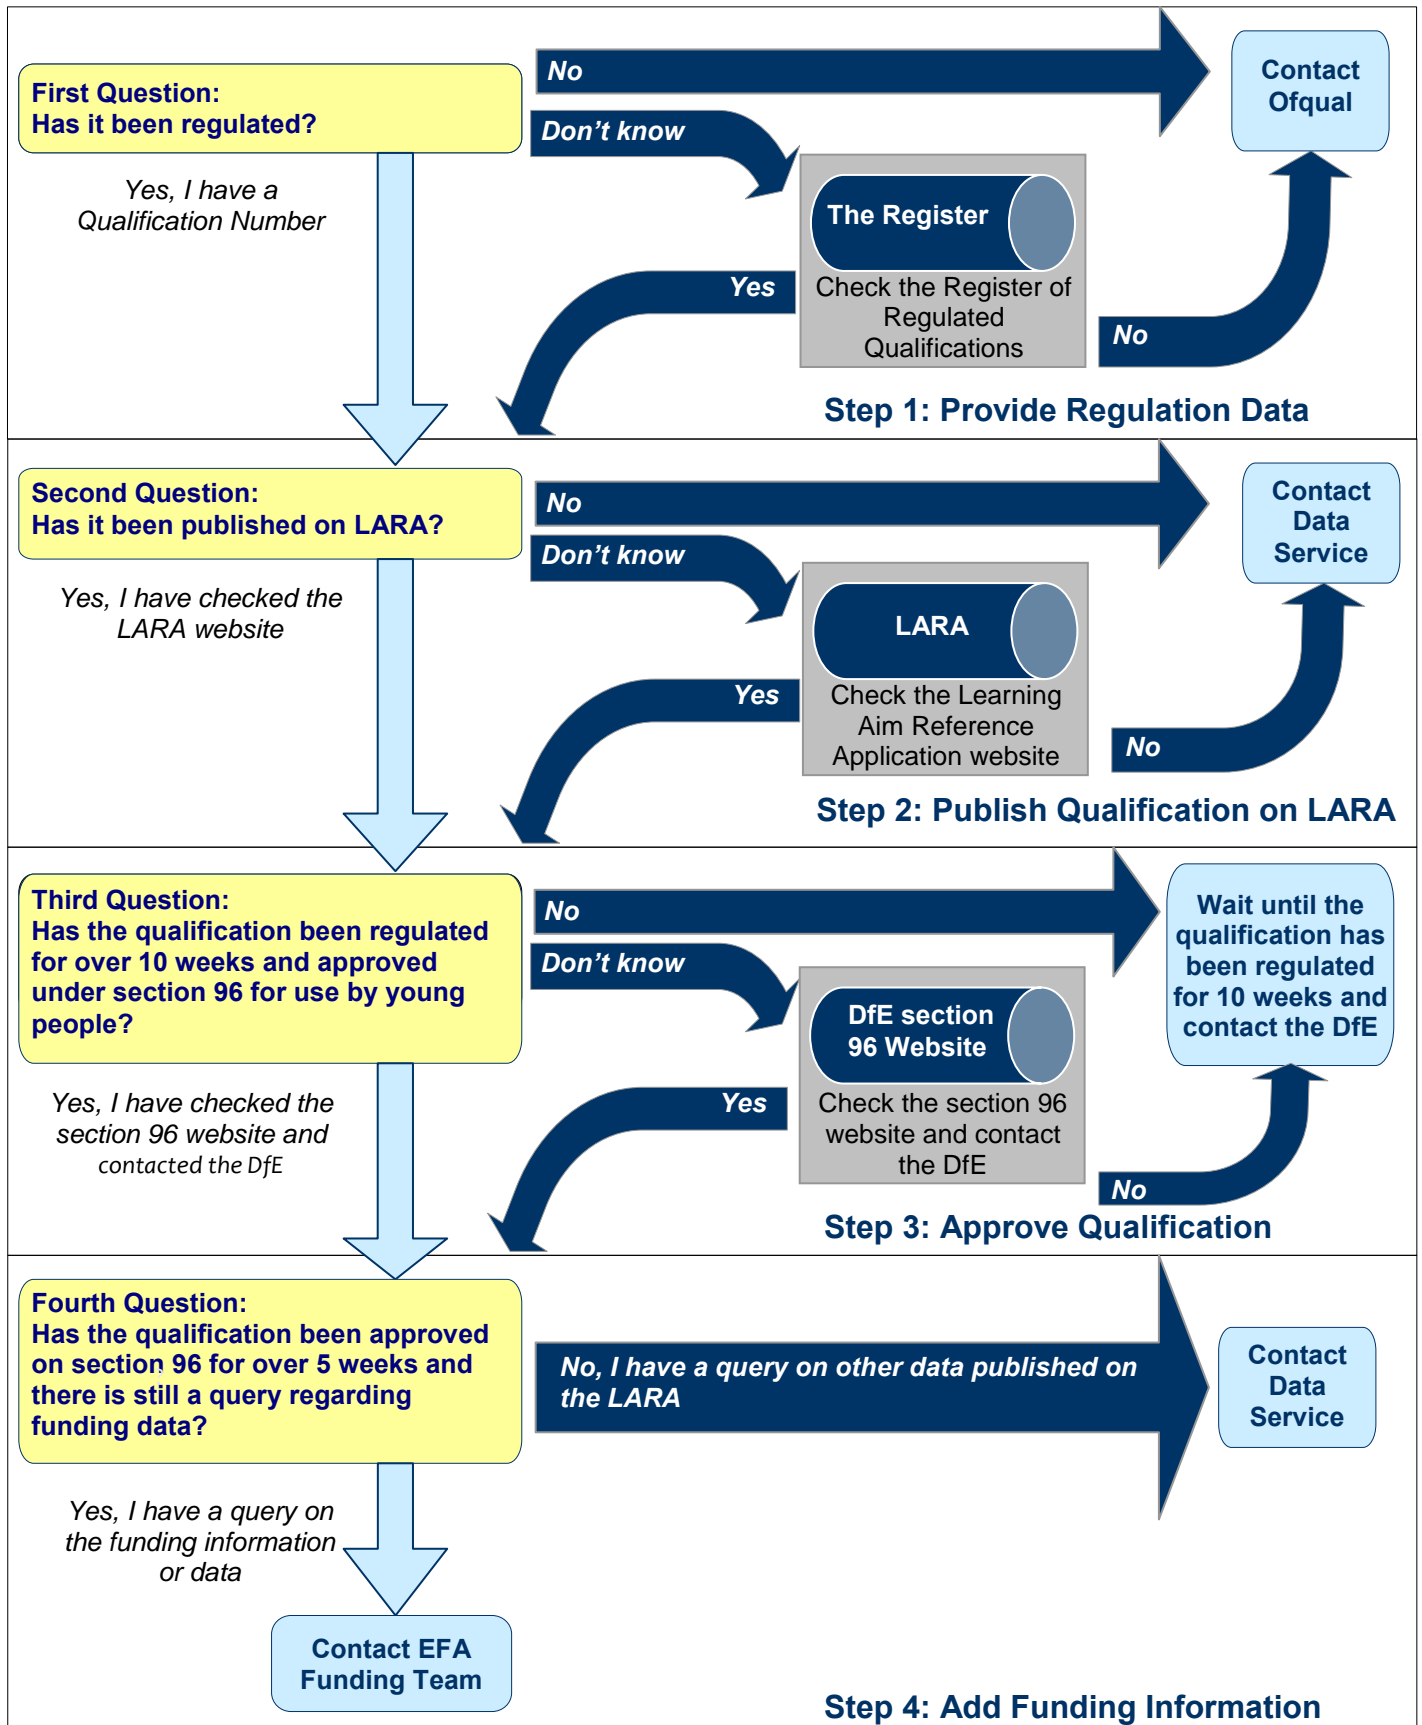 First Question:
Has it been regulated?
No
Don't know
Contact
Ofqual
Yes, I have a
Qualification Number
The Register
Check the Register of
Regulated
Qualifications
Yes
No
Step 1: Provide Regulation Data
Second Question:
Has it been published on LARA?
No
Don't know
Contact
Data
Service
Yes, I have checked the
LARA website
LARA
Check the Learning
Aim Reference
Application website
Yes
No
Step 2: Publish Qualification on LARA
Third Question:
Has the qualification been regulated
for over 10 weeks and approved
under section 96 for use by young
people?
No
Don't know
Wait until the
qualification has
been regulated
for 10 weeks and
contact the DfE
Yes, I have checked the
section 96 website and
contacted the DfE
DfE section
96 Website
Check the section 96
website and contact
the DfE
Yes
No
Step 3: Approve Qualification
Fourth Question:
Has the qualification been approved
on section 96 for over 5 weeks and
there is still a query regarding
funding data?
No, I have a query on other data published on
the LARA
Contact
Data
Service
Yes, I have a query on
the funding information
or data
Contact EFA
Funding Team
Step 4: Add Funding Information